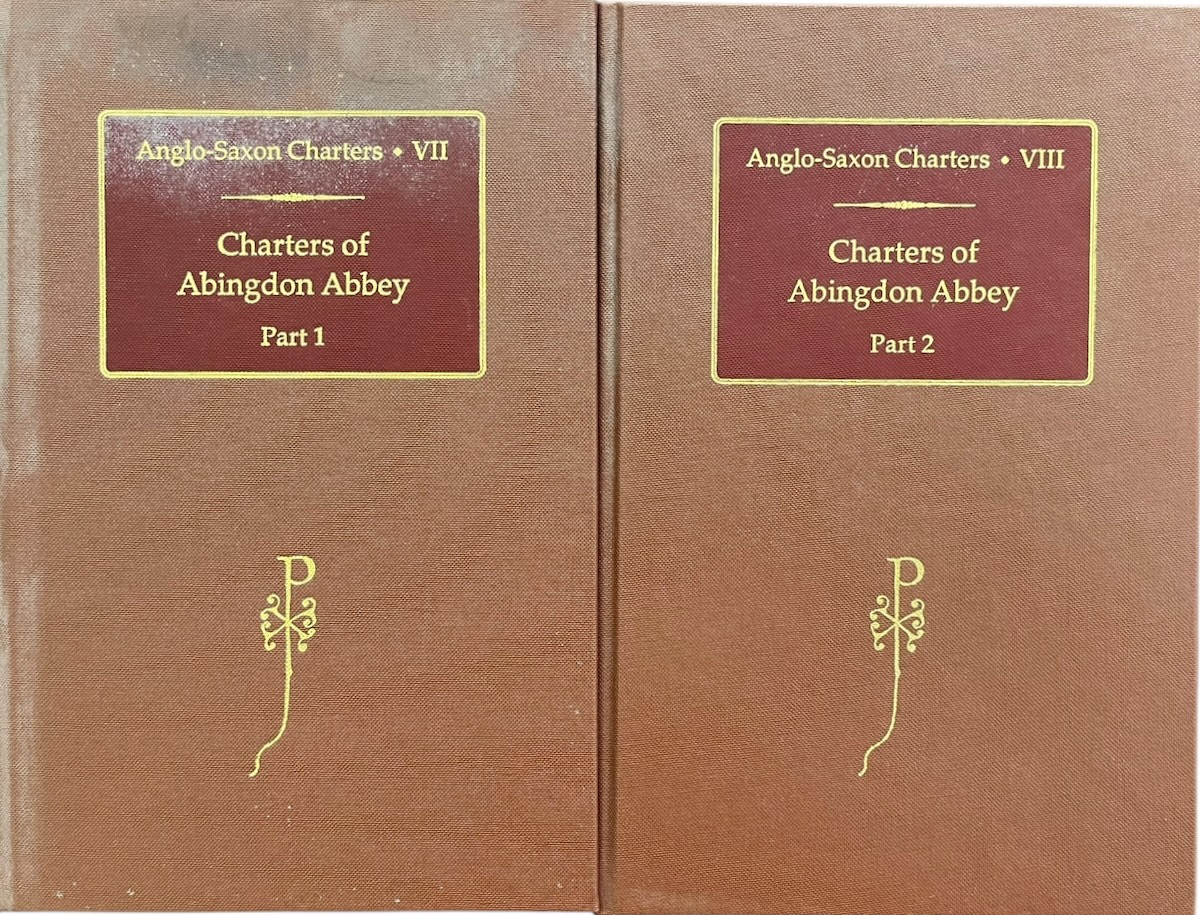 Anglo-Saxon Charters • VII
Charters of
Abingdon Abbey
Part 1
Anglo-Saxon Charters • VIII
Charters of
Abingdon Abbey
Part 2